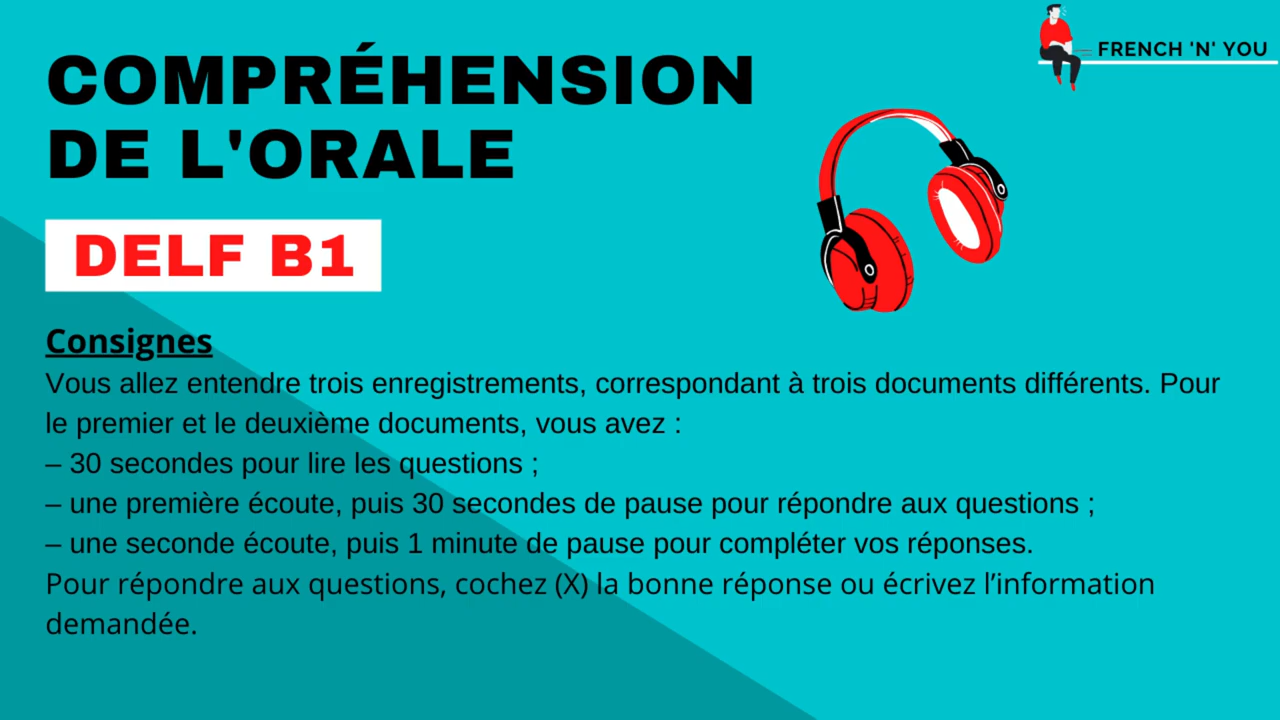 FRENCH 'N' YOU
COMPRÉHENSION
DE L'ORALE
DELF B1
Consignes
Vous allez entendre trois enregistrements, correspondant à trois documents différents. Pour
le premier et le deuxième documents, vous avez :
– 30 secondes pour lire les questions ;
– une première écoute, puis 30 secondes de pause pour répondre aux questions ;
– une seconde écoute, puis 1 minute de pause pour compléter vos réponses.
Pour répondre aux questions, cochez (X) la bonne réponse ou écrivez l’information
demandée.